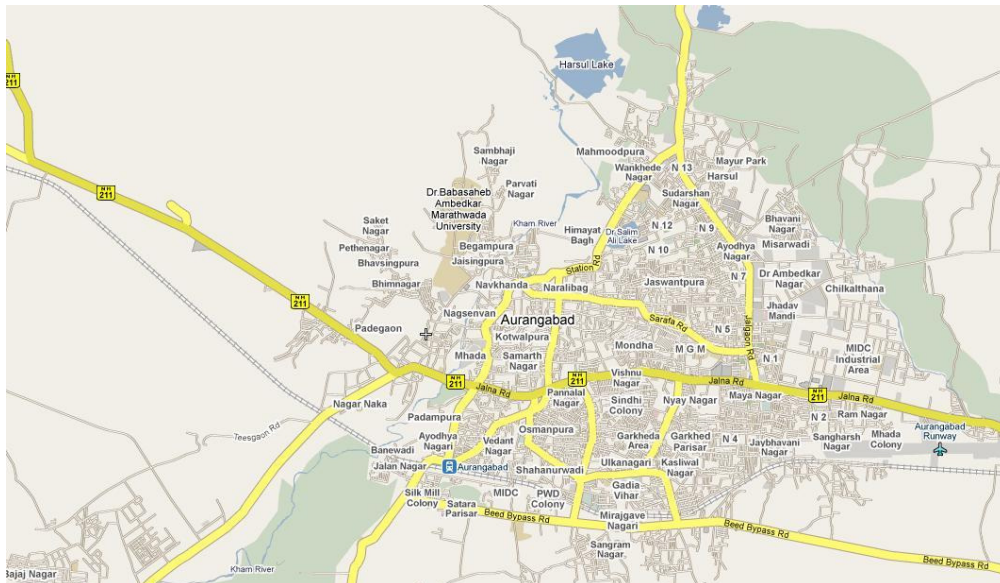 NH
211
Harsul Lake
NH
211
Sambhaji
Nagar
Mahmoodpura
Wankhede
Nagar
N 13
Mayur Park
Harsul
Dr.Babasaheb
Ambedkar
Marathwada
University
Parvati
Nagar
Sudarshan
Nagar
Saket
Nagar
Kham River
Himayat
Bagh
Dr.Salim
Ali Lake
N 12
N 9
Bhavani
Nagar
Misarwadi
Pethenagar
Bhavsingpura
Begampura
Jaisingpura
N 10
Ayodhya
Nagar
Station Rd
N 7
Dr Ambedkar
Nagar
Chilkalthana
Bhimnagar
Navkhanda
Naralibag
Jaswantpura
NH
211
Nagsenvan
Jhadav
Mandi
Padegaon
Aurangabad
Kotwalpura
Sarafa Rd
N 5
Jalgaon Rd
Mhada
Samarth
Nagar
Mondha
M G M
N 1
MIDC
Industrial
Area
NH
211
Jalna Rd
NH
211
Vishnu
Nagar
Jalna Rd
Maya Nagar
NH
211
Jalna Rd
Nagar Naka
Pannalal
Nagar
Sindhi
Colony
Nyay Nagar
Padampura
N 2
Ram Nagar
Teesgaon Rd
Osmanpura
Aurangabad
Runway
Ayodhya
Nagari
Vedant
Nagar
Garkheda
Area
Garkhed
Parisar
N 4
Jaybhavani
Nagar
Sangharsh
Nagar
Mhada
Colony
Banewadi
Jalan Nagar
Aurangabad
Shahanurwadi
Ulkanagari
Kasliwal
Nagar
Silk Mill
Colony
Satara
Parisar
MIDC
PWD
Colony
Gadia
Vihar
Beed Bypass Rd
Mirajgave
Nagari
Beed Bypass Rd
Sangram
Nagar
Beed Bypass Rd
Kham River
Bajaj Nagar